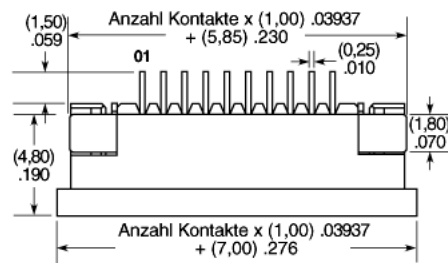 Anzahl Kontakte x (1,00) .03937
+ (5,85) .230
(1,50)
.059
01
(0,25)
.010
(4,80)
.190
(1,80)
.070
Anzahl Kontakte x (1,00) .03937
+ (7,00) .276